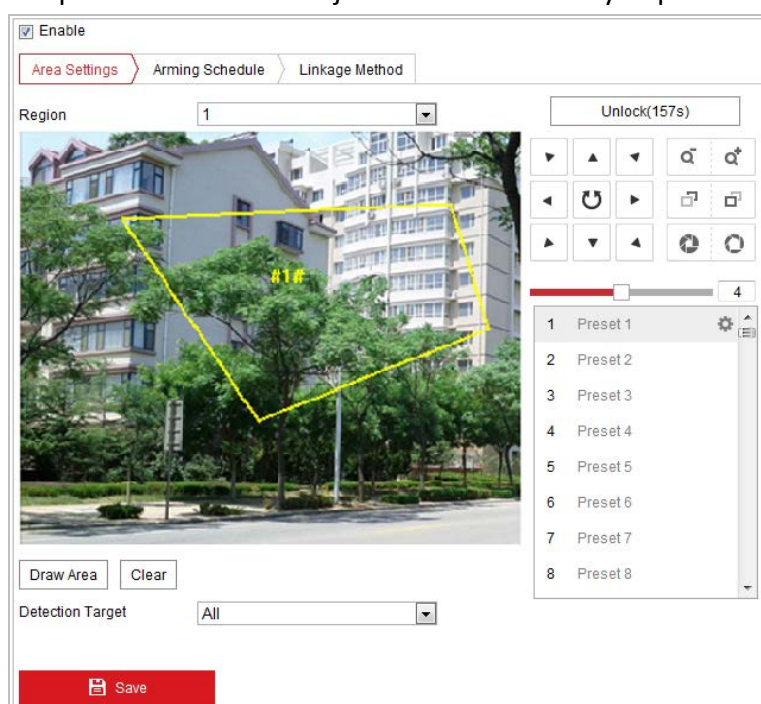 Enable
Area Settings Arming Schedule Linkage Method
Region 1
Unlock(157s)
#1#
4
1 Preset 1
2 Preset 2
3 Preset 3
4 Preset 4
5 Preset 5
6 Preset 6
7 Preset 7
8 Preset 8
Draw Area Clear
Detection Target All
Save